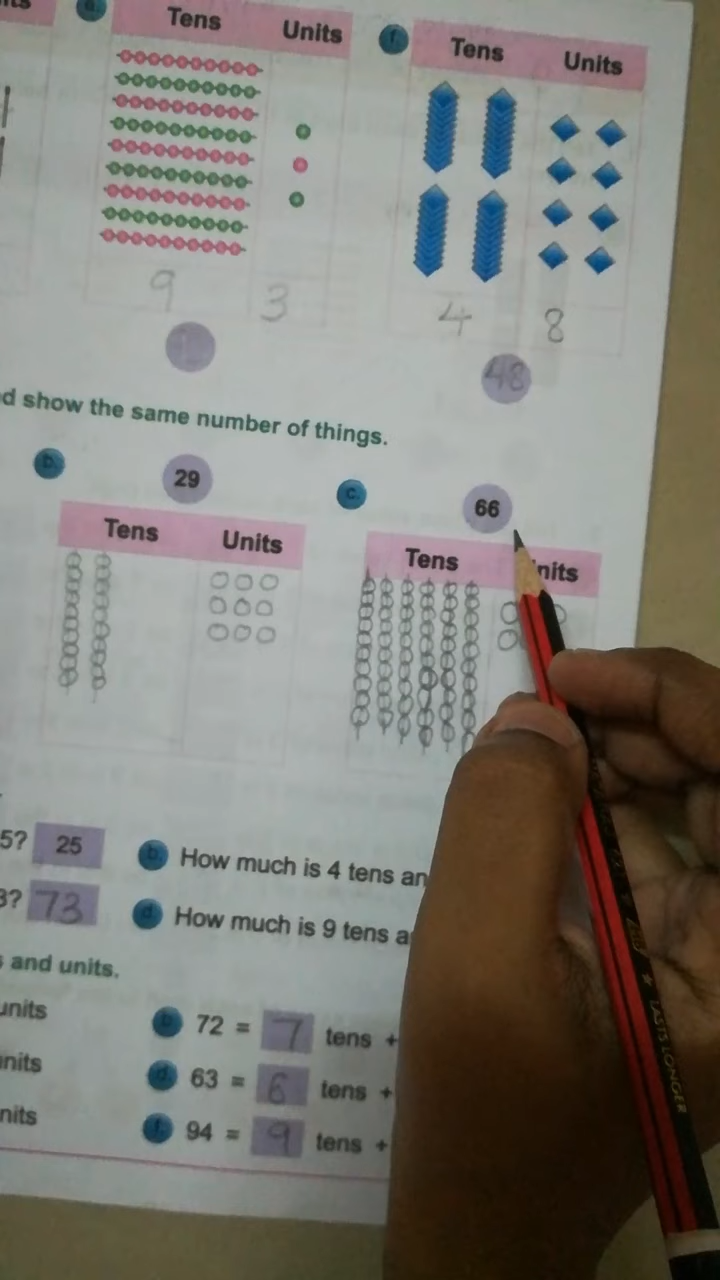 Tens Units
Tens Units
9 3
4 8
48
d show the same number of things.
b. 29
c. 66
Tens Units
Tens nits
5? 25
b. How much is 4 tens an
3? 73
d. How much is 9 tens a
and units.
units
72 = 7 tens +
nits
d. 63 = 6 tens +
nits
f. 94 = 9 tens +
LASTS LONGER